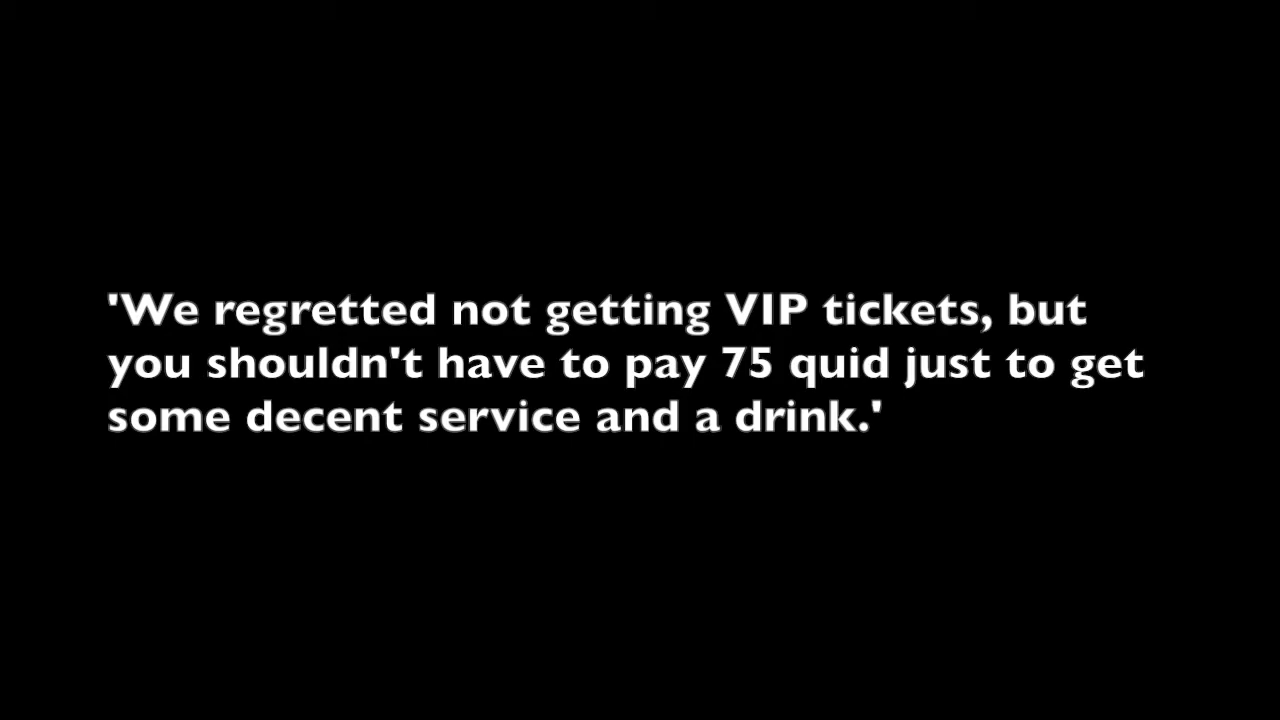 'We regretted not getting VIP tickets, but
you shouldn't have to pay 75 quid just to get
some decent service and a drink.'